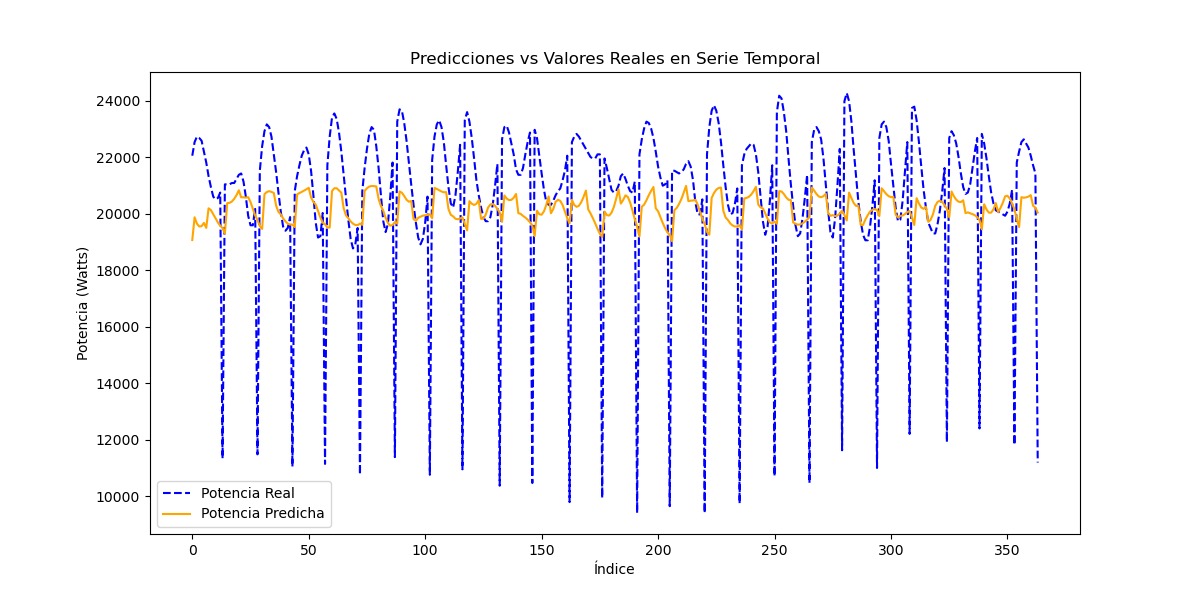 Predicciones vs Valores Reales en Serie Temporal
Potencia (Watts)
24000
22000
20000
18000
16000
14000
12000
10000
Potencia Real
Potencia Predicha
0 50 100 150 200 250 300 350
Índice